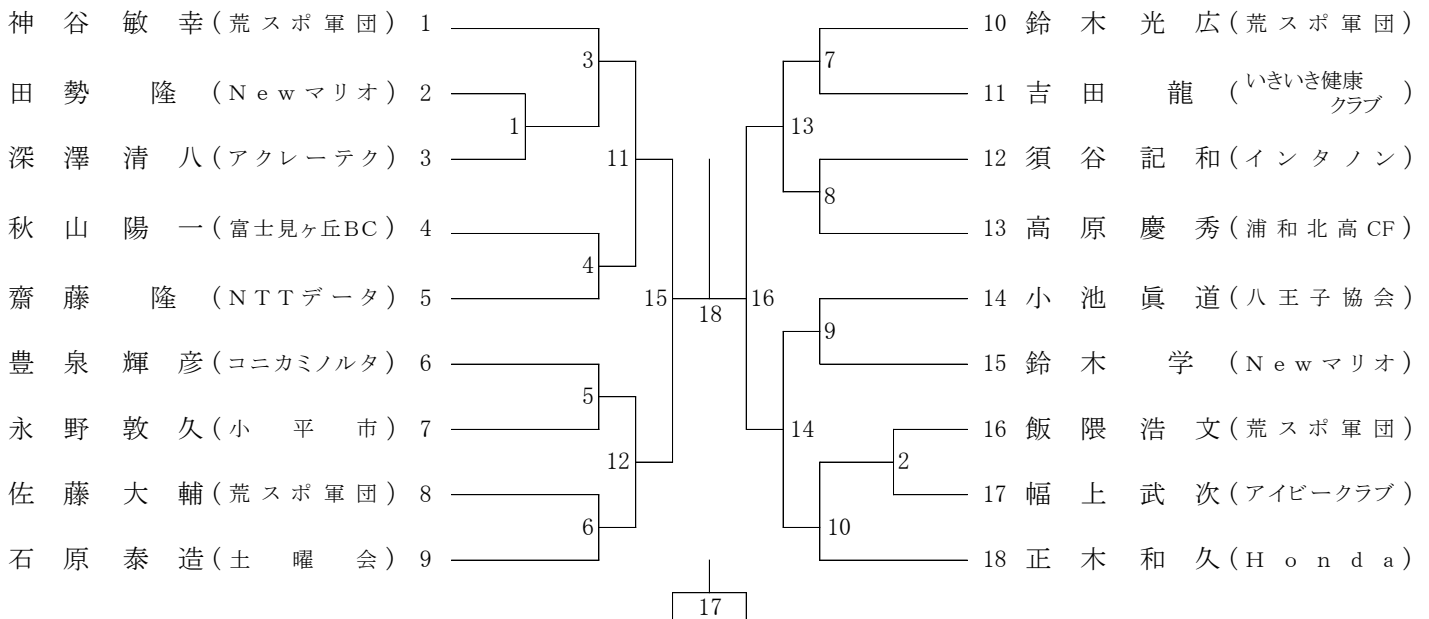 神谷敏幸(荒スポ軍団) 1
田勢隆(Newマリオ) 2
深澤清八(アクレーテク) 3
秋山陽一(富士見ヶ丘BC) 4
齋藤隆(NTTデータ) 5
豊泉輝彦(コニカミノルタ) 6
永野敦久(小平市) 7
佐藤大輔(荒スポ軍団) 8
石原泰造(土曜会) 9
3
1
11
4
15
5
12
6
18
17
16
7
13
8
9
14
2
10
10 鈴木光広(荒スポ軍団)
11 吉田龍(いきいき健康
クラブ)
12 須谷記和(インタノン)
13 高原慶秀(浦和北高CF)
14 小池眞道(八王子協会)
15 鈴木学(Newマリオ)
16 飯隈浩文(荒スポ軍団)
17 幅上武次(アイビークラブ)
18 正木和久(Honda)